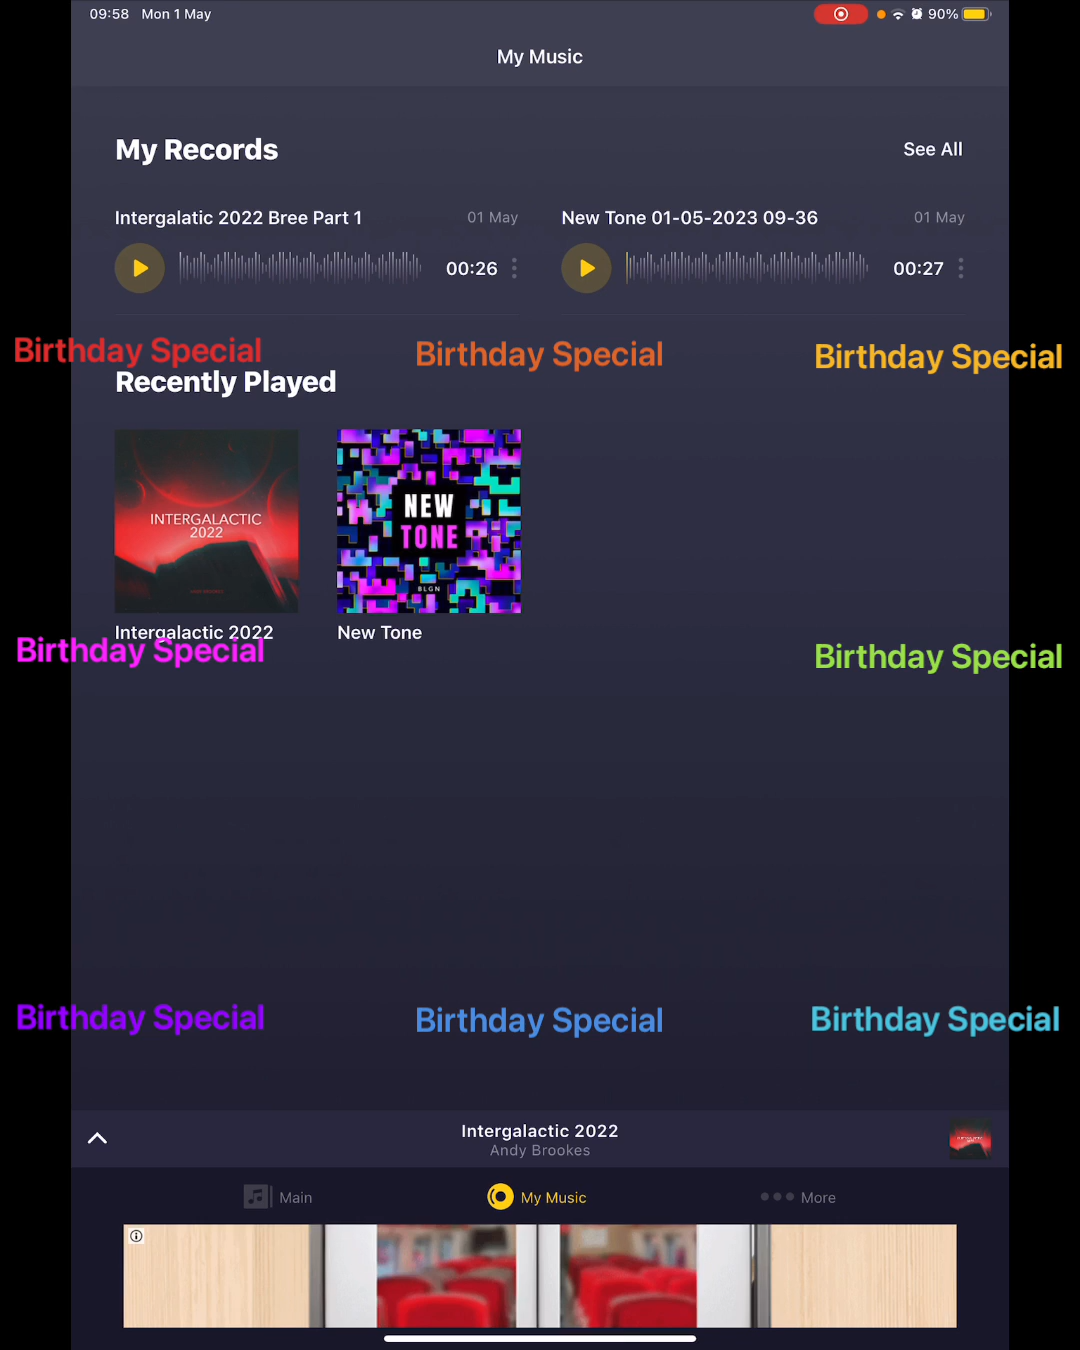 09:58 Mon 1 May
90%
My Music
My Records
See All
Intergalatic 2022 Bree Part 1
01 May
New Tone 01-05-2023 09-36
01 May
00:26
00:27
Birthday Special
Birthday Special
Birthday Special
Recently Played
INTERGALACTIC
2022
NEW
TONE
BLGN
Intergalactic 2022
New Tone
Birthday Special
Birthday Special
Birthday Special
Birthday Special
Birthday Special
Intergalactic 2022
Andy Brookes
Main
My Music
More